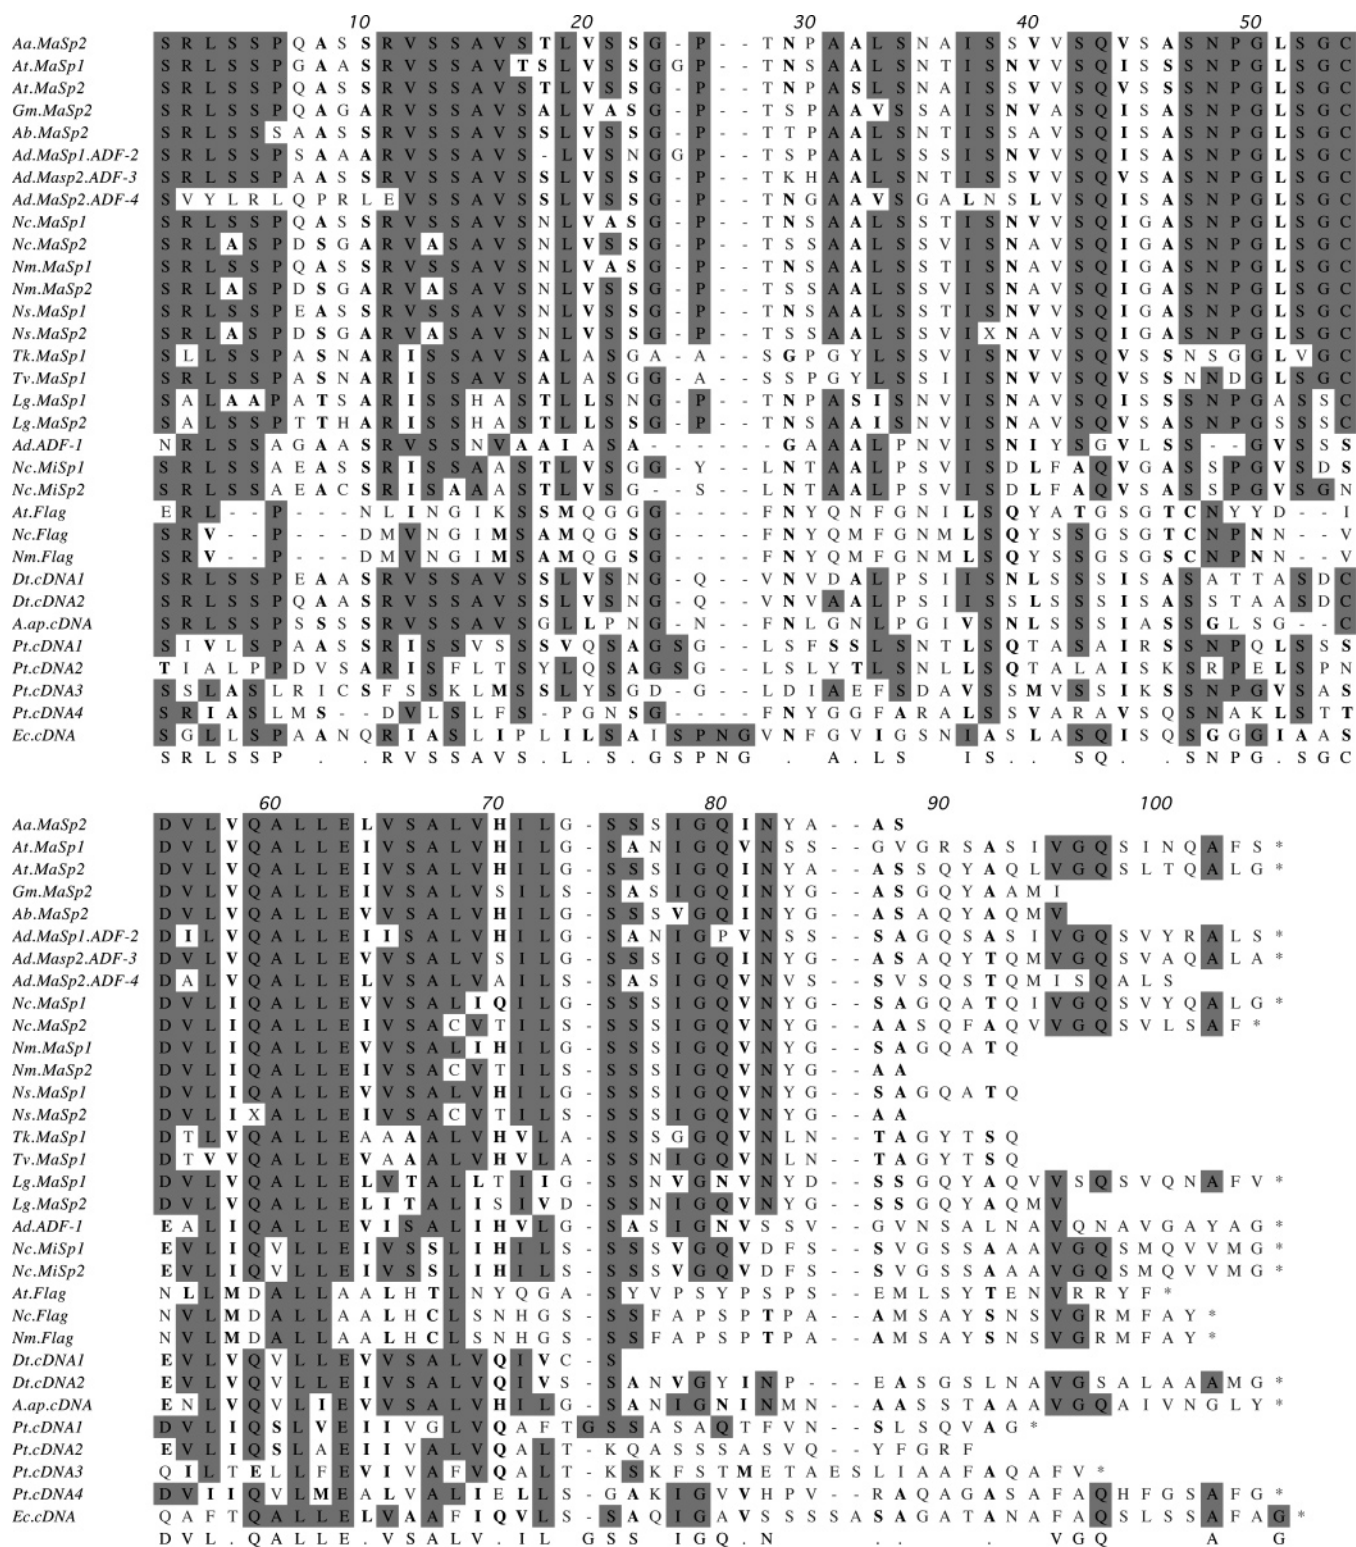 10 20 30 40 50
Aa.MaSp2 S R L S S P Q A S S R V S S A V S T L V S S G - P - - T N P A A L S N A I S S V V S Q V S A S N P G L S G C
At.MaSp1 S R L S S P G A A S R V S S A V T S L V S S G G P - - T N S A A L S N T I S N V V S Q I S S S N P G L S G C
At.MaSp2 S R L S S P Q A S S R V S S A V S T L V S S G - P - - T N P A S L S N A I S S V V S Q V S S S N P G L S G C
Gm.MaSp2 S R L S S P Q A G A R V S S A V S A L V A S G - P - - T S P A A V S S A I S N V A S Q I S A S N P G L S G C
Ab.MaSp2 S R L S S S A A S S R V S S A V S S L V S S G - P - - T T P A A L S N T I S S A V S Q I S A S N P G L S G C
Ad.MaSp1.ADF-2 S R L S S P S A A A R V S S A V S - L V S N G G P - - T S P A A L S S S I S N V V S Q I S A S N P G L S G C
Ad.Masp2.ADF-3 S R L S S P A A S S R V S S A V S S L V S S G - P - - T K H A A L S N T I S S V V S Q V S A S N P G L S G C
Ad.MaSp2.ADF-4 S V Y L R L Q P R L E V S S A V S S L V S S G - P - - T N G A A V S G A L N S L V S Q I S A S N P G L S G C
Nc.MaSp1 S R L S S P Q A S S R V S S A V S N L V A S G - P - - T N S A A L S S T I S N V V S Q I G A S N P G L S G C
Nc.MaSp2 S R L A S P D S G A R V A S A V S N L V S S G - P - - T S S A A L S S V I S N A V S Q I G A S N P G L S G C
Nm.MaSp1 S R L S S P Q A S S R V S S A V S N L V A S G - P - - T N S A A L S S T I S N V V S Q I G A S N P G L S G C
Nm.MaSp2 S R L A S P D S G A R V A S A V S N L V S S G - P - - T S S A A L S S V I S N A V S Q I G A S N P G L S G C
Ns.MaSp1 S R L S S P E A S S R V S S A V S N L V S S G - P - - T N S A A L S S T I S N V V S Q I G A S N P G L S G C
Ns.MaSp2 S R L A S P D S G A R V A S A V S N L V S S G - P - - T S S A A L S S V I X N A V S Q I G A S N P G L S G C
Tk.MaSp1 S L L S S P A S N A R I S S A V S A L A S G A - A - - S G P G Y L S S V I S N V V S Q V S S N S G G L V G C
Tv.MaSp1 S R L S S P A S N A R I S S A V S A L A S G G - A - - S S P G Y L S S I I S N V V S Q V S S N N D G L S G C
Lg.MaSp1 S A L A A P A T S A R I S S H A S T L L S N G - P - - T N P A S I S N V I S N A V S Q I S S S N P G A S S C
Lg.MaSp2 S A L S S P T T H A R I S S H A S T L L S S G - P - - T N S A A I S N V I S N A V S Q V S A S N P G S S S C
Ad.ADF-1 N R L S S A G A A S R V S S N V A A I A S A - - - - - G A A A L P N V I S N I Y S G V L S S - - G V S S S
Nc.MiSp1 S R L S S A E A S S R I S S A A S T L V S G G - Y - - L N T A A L P S V I S D L F A Q V G A S S P G V S D S
Nc.MiSp2 S R L S S A E A C S R I S A A A S T L V S G - - S - - L N T A A L P S V I S D L F A Q V S A S S P G V S G N
At.Flag E R L - - P - - - N L I N G I K S S M Q G G G - - - - F N Y Q N F G N I L S Q Y A T G S G T C N Y Y D - - I
Nc.Flag S R V - - P - - - D M V N G I M S A M Q G S G - - - - F N Y Q M F G N M L S Q Y S S G S G T C N P N N - - V
Nm.Flag S R V - - P - - - D M V N G I M S A M Q G S G - - - - F N Y Q M F G N M L S Q Y S S G S G S C N P N N - - V
Dt.cDNA1 S R L S S P E A A S R V S S A V S S L V S N G - Q - - V N V D A L P S I I S N L S S S I S A S A T T A S D C
Dt.cDNA2 S R L S S P Q A A S R V S S A V S S L V S N G - Q - - V N V A A L P S I I S S L S S S I S A S S T A A S D C
A.ap.cDNA S R L S S P S S S S R V S S A V S G L L P N G - N - - F N L G N L P G I V S N L S S S I A S S G L S G - C
Pt.cDNA1 S I V L S P A A S S R I S S V S S S V Q S A G S G - - L S F S S L S N T L S Q T A S A I R S S N P Q L S S S
Pt.cDNA2 T I A L P P D V S A R I S F L T S Y L Q S A G S G - - L S L Y T L S N L L S Q T A L A I S K S R P E L S P N
Pt.cDNA3 S S L A S L R I C S F S S K L M S S L Y S G D - G - - L D I A E F S D A V S S M V S S I K S S N P G V S A S
Pt.cDNA4 S R I A S L M S - - D V L S L F S - P G N S G - - - - F N Y G G F A R A L S S V A R A V S Q S N A K L S T T
Ec.cDNA S G L L S P A A N Q R I A S L I P L I L S A I S P N G V N F G V I G S N I A S L A S Q I S Q S G G G I A A S
S R L S S P . . R V S S A V S . L . S . G S P N G . A . L S I S . . S Q . . S N P G . S G C
60 70 80 90 100
Aa.MaSp2 D V L V Q A L L E L V S A L V H I L G - S S S I G Q I N Y A - - A S
At.MaSp1 D V L V Q A L L E I V S A L V H I L G - S A N I G Q V N S S - - G V G R S A S I V G Q S I N Q A F S *
At.MaSp2 D V L V Q A L L E I V S A L V H I L G - S S S I G Q I N Y A - - A S S Q Y A Q L V G Q S L T Q A L G *
Gm.MaSp2 D V L V Q A L L E I V S A L V S I L S - S A S I G Q I N Y G - - A S G Q Y A A M I
Ab.MaSp2 D V L V Q A L L E V V S A L V H I L G - S S S V G Q I N Y G - - A S A Q Y A Q M V
Ad.MaSp1.ADF-2 D I L V Q A L L E I I S A L V H I L G - S A N I G P V N S S - - S A G Q S A S I V G Q S V Y R A L S *
Ad.Masp2.ADF-3 D V L V Q A L L E V V S A L V S I L G - S S S I G Q I N Y G - - A S A Q Y T Q M V G Q S V A Q A L A *
Ad.MaSp2.ADF-4 D A L V Q A L L E L V S A L V A I L S - S A S I G Q V N V S - - S V S Q S T Q M I S Q A L S
Nc.MaSp1 D V L I Q A L L E V V S A L I Q I L G - S S S I G Q V N Y G - - S A G Q A T Q I V G Q S V Y Q A L G *
Nc.MaSp2 D V L I Q A L L E I V S A C V T I L S - S S S I G Q V N Y G - - A A S Q F A Q V V G Q S V L S A F *
Nm.MaSp1 D V L I Q A L L E V V S A L I H I L G - S S S I G Q V N Y G - - S A G Q A T Q
Nm.MaSp2 D V L I Q A L L E I V S A C V T I L S - S S S I G Q V N Y G - - A A
Ns.MaSp1 D V L I Q A L L E V V S A L V H I L G - S S S I G Q V N Y G - - S A G Q A T Q
Ns.MaSp2 D V L I X A L L E I V S A C V T I L S - S S S I G Q V N Y G - - A A
Tk.MaSp1 D T L V Q A L L E A A A A L V H V L A - S S S G G Q V N L N - - T A G Y T S Q
Tv.MaSp1 D T V V Q A L L E V A A A L V H V L A - S S N I G Q V N L N - - T A G Y T S Q
Lg.MaSp1 D V L V Q A L L E L V T A L L T I I G - S S N V G N V N Y D - - S S G Q Y A Q V V S Q S V Q N A F V *
Lg.MaSp2 D V L V Q A L L E L I T A L I S I V D - S S N I G Q V N Y G - - S S G Q Y A Q M V
Ad.ADF-1 E A L I Q A L L E V I S A L I H V L G - S A S I G N V S S V - - G V N S A L N A V Q N A V G A Y A G *
Nc.MiSp1 E V L I Q V L L E I V S S L I H I L S - S S S V G Q V D F S - - S V G S S A A A V G Q S M Q V V M G *
Nc.MiSp2 E V L I Q V L L E I V S S L I H I L S - S S S V G Q V D F S - - S V G S S A A A V G Q S M Q V V M G *
At.Flag N L L M D A L L A A L H T L N Y Q G A - S Y V P S Y P S P S - - E M L S Y T E N V R R Y F *
Nc.Flag N V L M D A L L A A L H C L S N H G S - S S F A P S P T P A - - A M S A Y S N S V G R M F A Y *
Nm.Flag N V L M D A L L A A L H C L S N H G S - S S F A P S P T P A - - A M S A Y S N S V G R M F A Y *
Dt.cDNA1 E V L V Q V L L E V V S A L V Q I V C - S
Dt.cDNA2 E V L V Q V L L E I V S A L V Q I V S - S A N V G Y I N P - - - E A S G S L N A V G S A L A A A M G *
A.ap.cDNA E N L V Q V L I E V V S A L V H I L G - S A N I G N I N M N - - A A S S T A A A V G Q A I V N G L Y *
Pt.cDNA1 D V L I Q S L V E I I V G L V Q A F T G S S A S A Q T F V N - - S L S Q V A G *
Pt.cDNA2 E V L I Q S L A E I I V A L V Q A L T - K Q A S S S A S V Q - - Y F G R F
Pt.cDNA3 Q I L T E L L F E V I V A F V Q A L T - K S K F S T M E T A E S L I A A F A Q A F V *
Pt.cDNA4 D V I I Q V L M E A L V A L I E L L S - G A K I G V V H P V - - R A Q A G A S A F A Q H F G S A F G *
Ec.cDNA Q A F T Q A L L E L V A A F I Q V L S - S A Q I G A V S S S S S A S A G A T A N A F A Q S L S S A F A G *
D V L . Q A L L E . V S A L V . I L G S S I G Q . N . . . V G Q A G